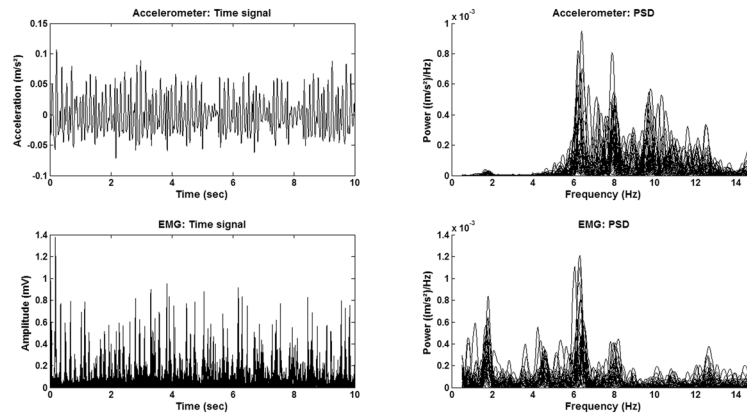 Accelerometer: Time signal
0.15
0.1
0.05
0
-0.05
-0.1
Acceleration (m/s²)
0 2 4 6 8 10
Time (sec)
Accelerometer: PSD
x 10⁻³
1
0.8
0.6
0.4
0.2
0
Power ((m/s²)/Hz)
0 2 4 6 8 10 12 14
Frequency (Hz)
EMG: Time signal
1.4
1.2
1
0.8
0.6
0.4
0.2
0
Amplitude (mV)
0 2 4 6 8 10
Time (sec)
EMG: PSD
x 10⁻³
1.4
1.2
1
0.8
0.6
0.4
0.2
0
Power ((m/s²)/Hz)
0 2 4 6 8 10 12 14
Frequency (Hz)